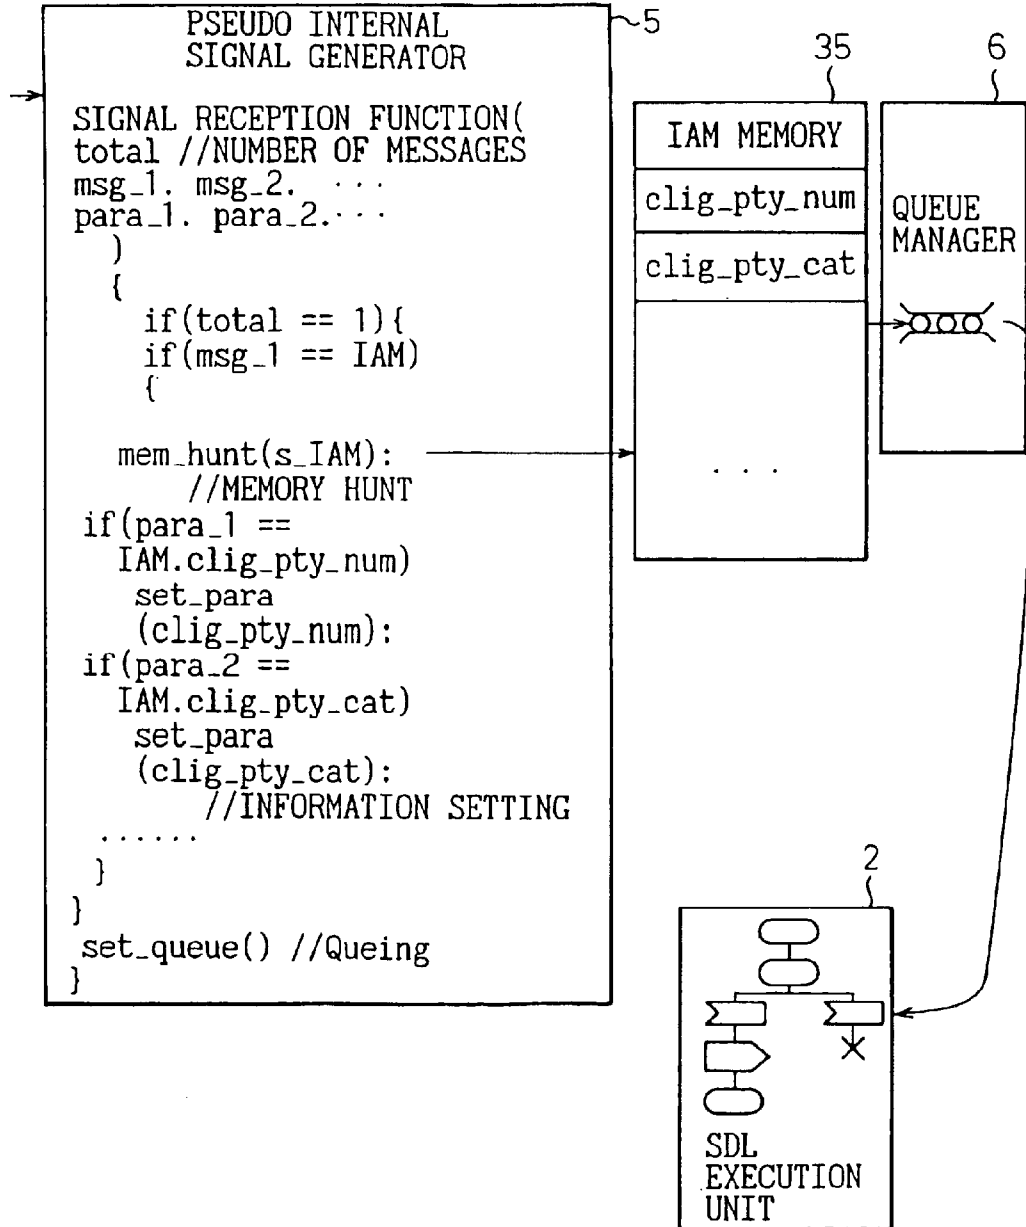 PSEUDO INTERNAL
SIGNAL GENERATOR
5
SIGNAL RECEPTION FUNCTION(
total //NUMBER OF MESSAGES
msg_1. msg_2. ...
para_1. para_2. ...
)
{
if(total == 1){
if(msg_1 == IAM)
{
mem_hunt(s_IAM):
//MEMORY HUNT
if(para_1 ==
IAM.clig_pty_num)
set_para
(clig_pty_num):
if(para_2 ==
IAM.clig_pty_cat)
set_para
(clig_pty_cat):
//INFORMATION SETTING
......
}
}
set_queue() //Queing
}
35
IAM MEMORY
clig_pty_num
clig_pty_cat
...
6
QUEUE
MANAGER
2
SDL
EXECUTION
UNIT